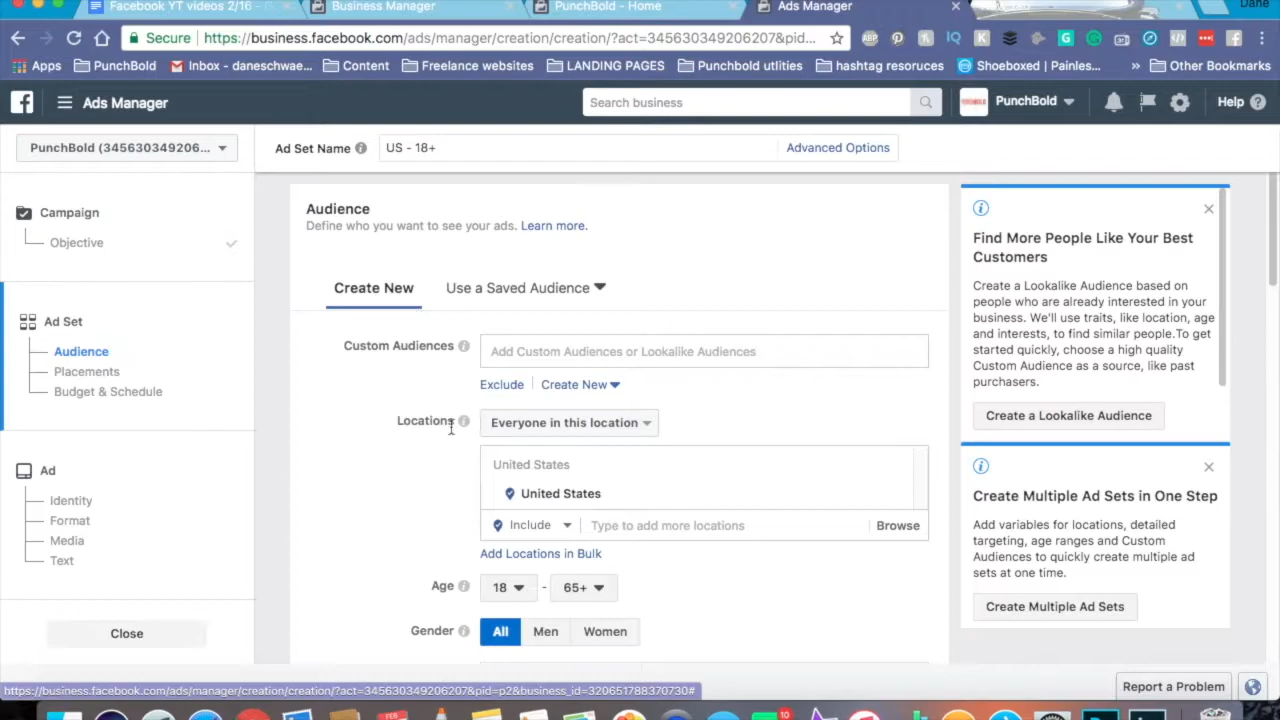 Facebook YT videos 2/16 -
Business Manager
PunchBold - Home
Ads Manager
Dane
Secure https://business.facebook.com/ads/manager/creation/creation/?act=345630349206207&pid...
Apps PunchBold Inbox - daneschwae... Content Freelance websites LANDING PAGES Punchbold utlities hashtag resoruces Shoeboxed | Painles... » Other Bookmarks
Ads Manager
Search business
PunchBold
Help
PunchBold (345630349206...
Ad Set Name
US - 18+
Advanced Options
Campaign
Objective
Ad Set
Audience
Placements
Budget & Schedule
Ad
Identity
Format
Media
Text
Close
Audience
Define who you want to see your ads. Learn more.
Create New
Use a Saved Audience
Custom Audiences
Add Custom Audiences or Lookalike Audiences
Exclude
Create New
Locations
Everyone in this location
United States
United States
Include
Type to add more locations
Browse
Add Locations in Bulk
Age
18 - 65+
Gender
All Men Women
Find More People Like Your Best
Customers
Create a Lookalike Audience based on
people who are already interested in your
business. We'll use traits, like location, age
and interests, to find similar people.To get
started quickly, choose a high quality
Custom Audience as a source, like past
purchasers.
Create a Lookalike Audience
Create Multiple Ad Sets in One Step
Add variables for locations, detailed
targeting, age ranges and Custom
Audiences to quickly create multiple ad
sets at one time.
Create Multiple Ad Sets
https://business.facebook.com/ads/manager/creation/creation/?act=345630349206207&pid=p2&business_id=320651788370730#
Report a Problem
FEB
10